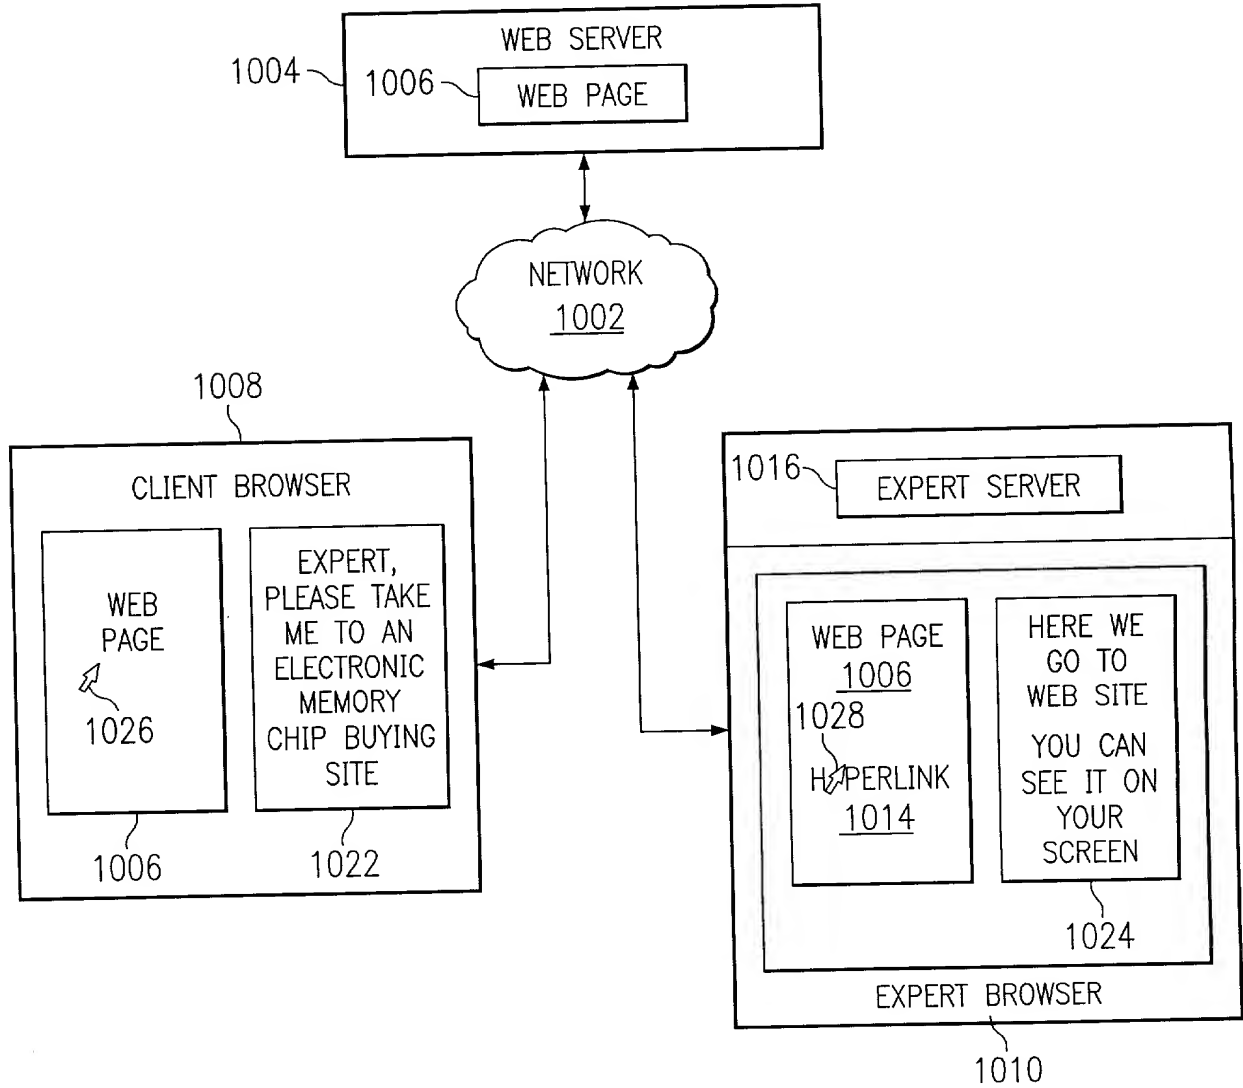 WEB SERVER
1004
1006
WEB PAGE
NETWORK
1002
1008
CLIENT BROWSER
WEB
PAGE
1026
1006
EXPERT,
PLEASE TAKE
ME TO AN
ELECTRONIC
MEMORY
CHIP BUYING
SITE
1022
1016
EXPERT SERVER
WEB PAGE
1006
1028
HYPERLINK
1014
HERE WE
GO TO
WEB SITE
YOU CAN
SEE IT ON
YOUR
SCREEN
1024
EXPERT BROWSER
1010